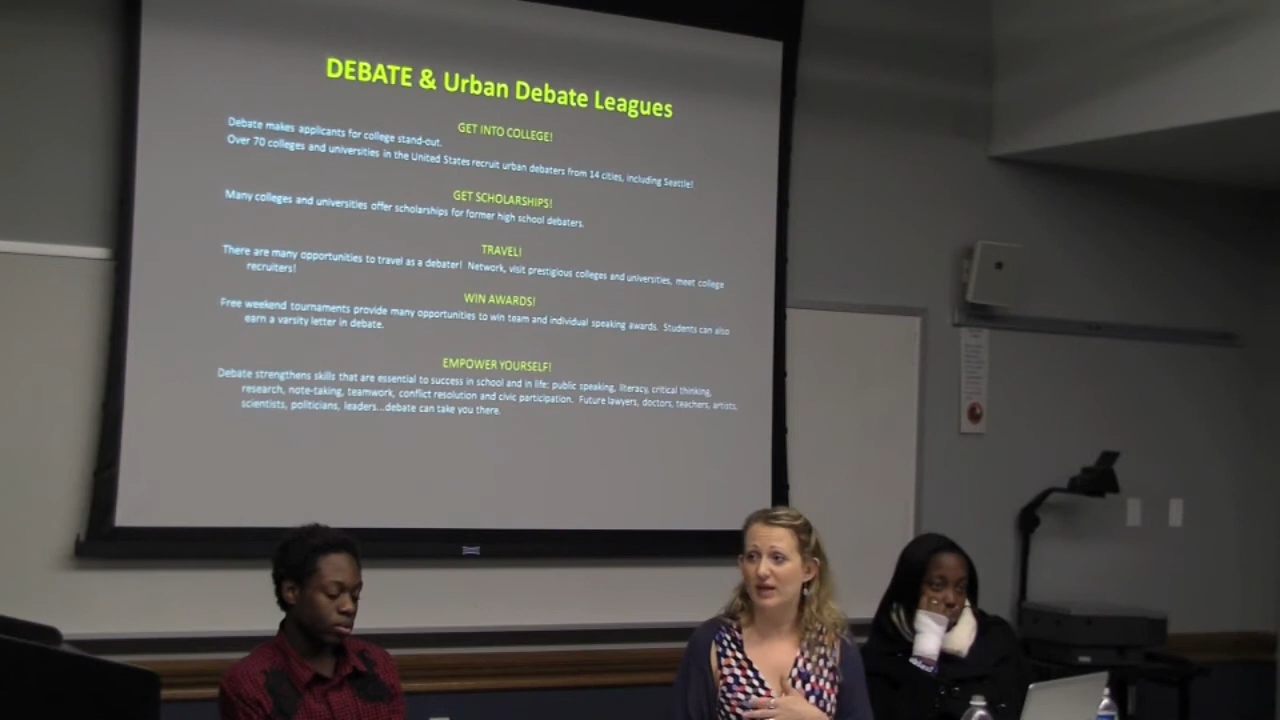 DEBATE & Urban Debate Leagues
GET INTO COLLEGE!
Debate makes applicants for college stand-out.
Over 70 colleges and universities in the United States recruit urban debaters from 14 cities, including Seattle!
GET SCHOLARSHIPS!
Many colleges and universities offer scholarships for former high school debaters.
TRAVEL!
There are many opportunities to travel as a debater! Network, visit prestigious colleges and universities, meet college
recruiters!
WIN AWARDS!
Free weekend tournaments provide many opportunities to win team and individual speaking awards. Students can also
earn a varsity letter in debate.
EMPOWER YOURSELF!
Debate strengthens skills that are essential to success in school and in life: public speaking, literacy, critical thinking,
research, note-taking, teamwork, conflict resolution and civic participation. Future lawyers, doctors, teachers, artists,
scientists, politicians, leaders...debate can take you there.